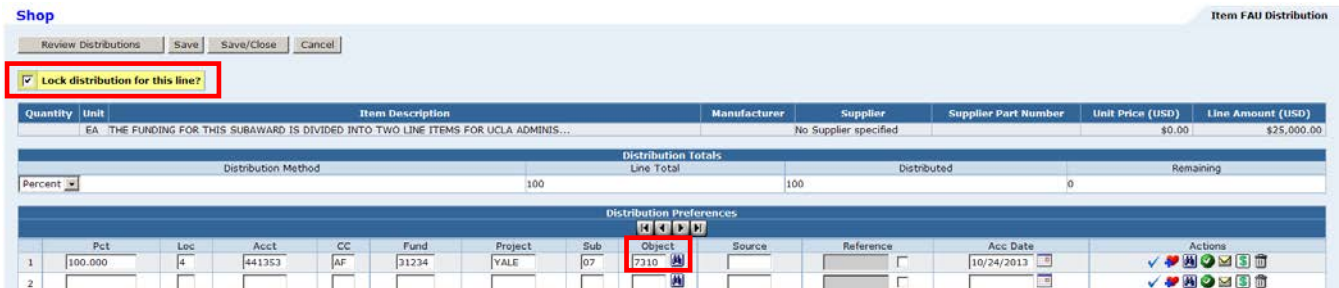 Shop Item FAU Distribution
Review Distributions Save Save/Close Cancel
Lock distribution for this line?
Quantity Unit Item Description Manufacturer Supplier Supplier Part Number Unit Price (USD) Line Amount (USD)
EA THE FUNDING FOR THIS SUBAWARD IS DIVIDED INTO TWO LINE ITEMS FOR UCLA ADMINIS... No Supplier specified $0.00 $25,000.00
Distribution Totals
Distribution Method Line Total Distributed Remaining
Percent 100 100 0
Distribution Preferences
Pct Loc Acct CC Fund Project Sub Object Source Reference Acc Date Actions
1 100.000 4 441353 AF 31234 YALE 07 7310 10/24/2013
2